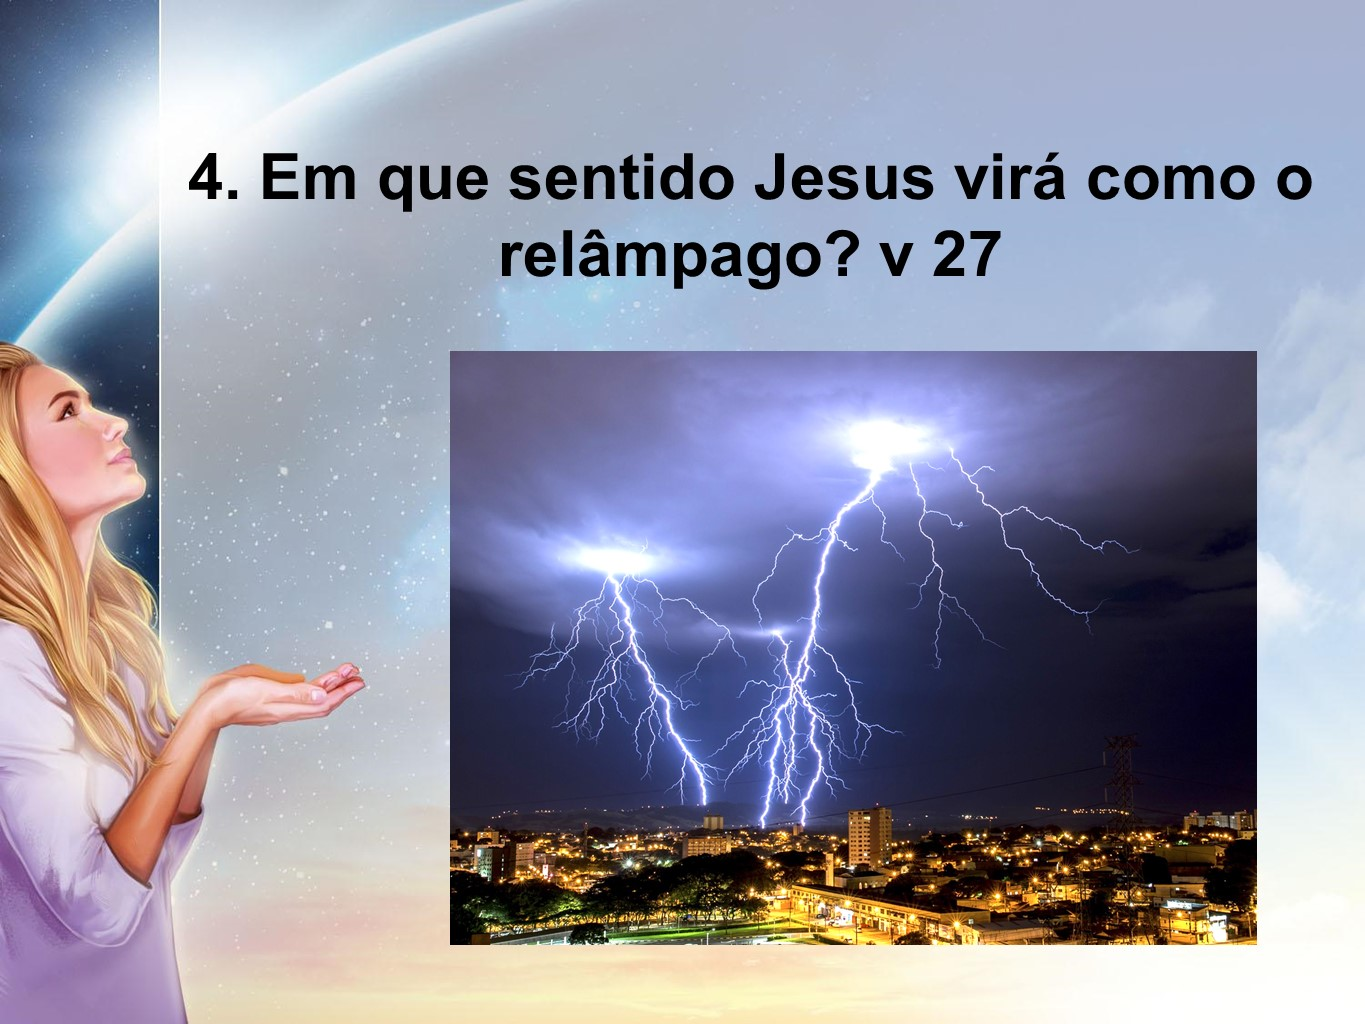 4. Em que sentido Jesus virá como o
relâmpago? v 27